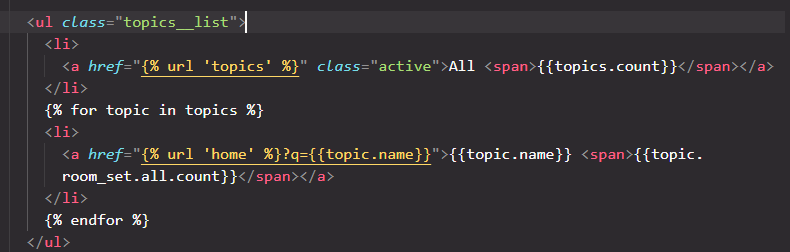 <ul class="topics__list">
<li>
<a href="{% url 'topics' %}" class="active">All <span>{{topics.count}}</span></a>
</li>
{% for topic in topics %}
<li>
<a href="{% url 'home' %}?q={{topic.name}}">{{topic.name}} <span>{{topic.
room_set.all.count}}</span></a>
</li>
{% endfor %}
</ul>